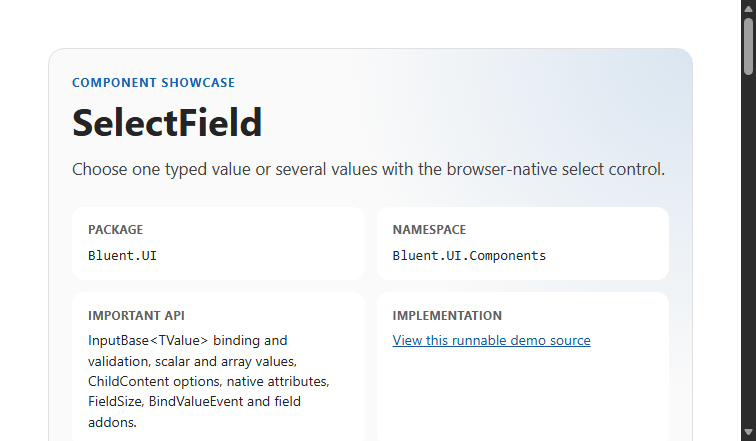 COMPONENT SHOWCASE
SelectField
Choose one typed value or several values with the browser-native select control.
PACKAGE
Bluent.UI
NAMESPACE
Bluent.UI.Components
IMPORTANT API
InputBase<TValue> binding and
validation, scalar and array values,
ChildContent options, native attributes,
FieldSize, BindValueEvent and field
addons.
IMPLEMENTATION
View this runnable demo source